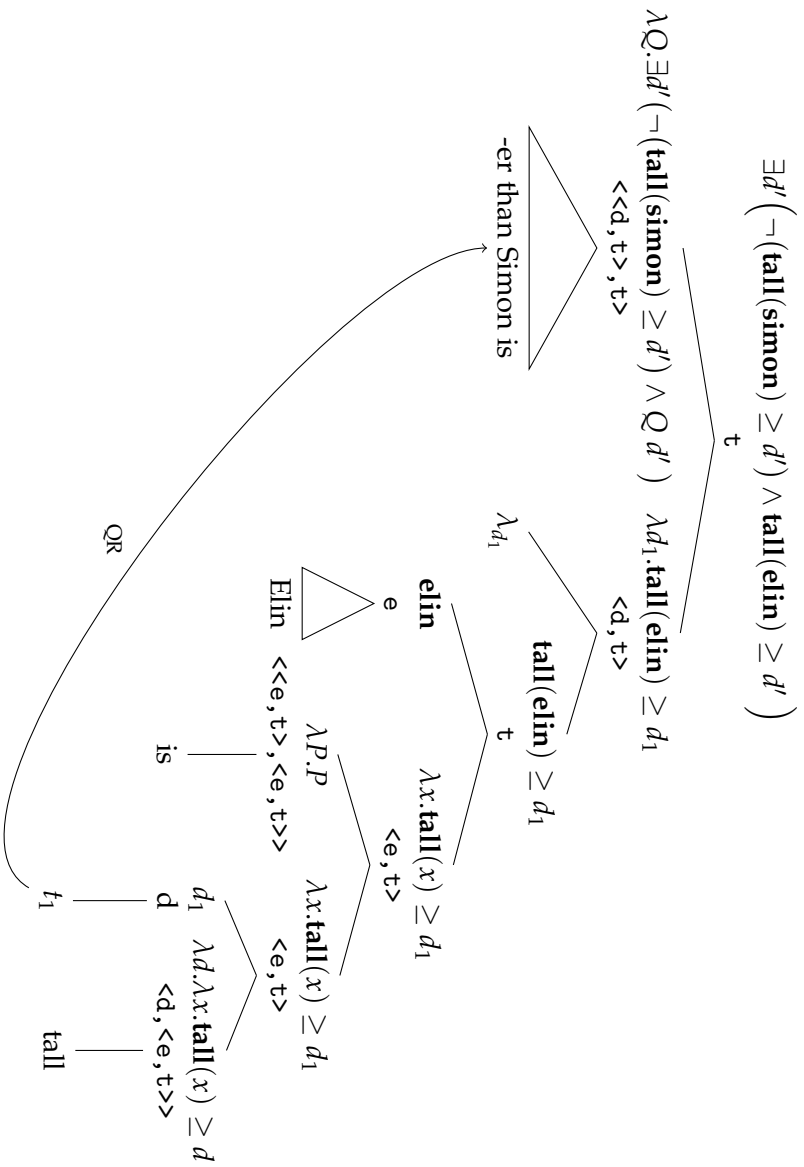 ∃d′(¬(tall(simon) ≥ d′) ∧ tall(elin) ≥ d′)
t
λQ.∃d′(¬(tall(simon) ≥ d′) ∧ Q d′)
<<d,t>,t>
-er than Simon is
λd₁.tall(elin) ≥ d₁
<d,t>
λd₁
tall(elin) ≥ d₁
t
elin
e
Elin
λx.tall(x) ≥ d₁
<e,t>
λP.P
<<e,t>,<e,t>>
is
λx.tall(x) ≥ d₁
<e,t>
d₁
d
t₁
λd.λx.tall(x) ≥ d
<d,<e,t>>
tall
QR